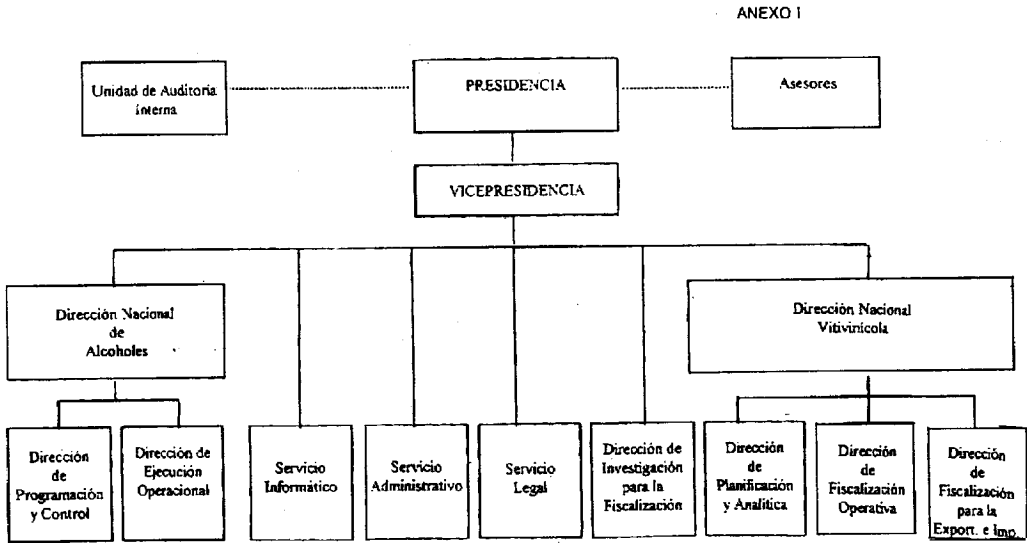 ANEXO I
Unidad de Auditoría
Interna
PRESIDENCIA
Asesores
VICEPRESIDENCIA
Dirección Nacional
de
Alcoholes
Dirección Nacional
Vitivinícola
Dirección
de
Programación
y Control
Dirección de
Ejecución
Operacional
Servicio
Informático
Servicio
Administrativo
Servicio
Legal
Dirección de
Investigación
para la
Fiscalización
Dirección
de
Planificación
y Analítica
Dirección
de
Fiscalización
Operativa
Dirección
de
Fiscalización
para la
Export. e Imp.